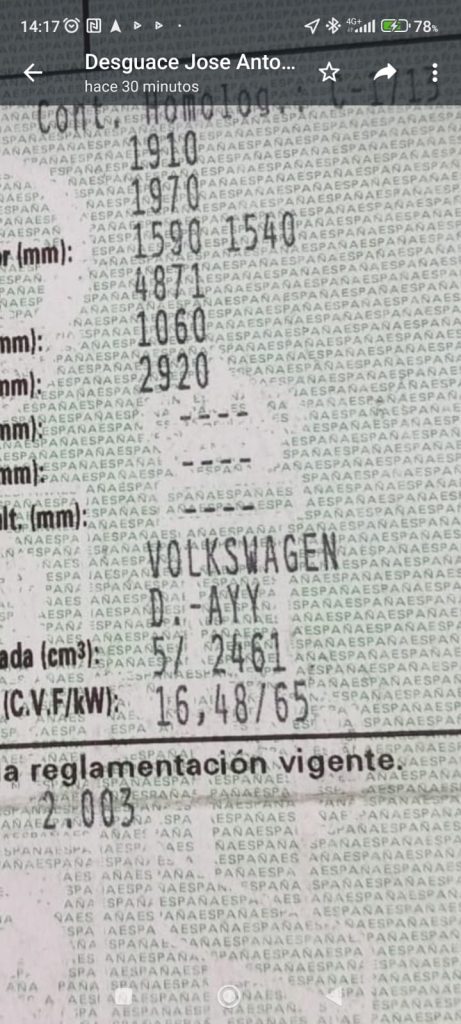 14:17
4G+ 78%
Desguace Jose Anto...
hace 30 minutos
Cont. Homolog.:
1910
1970
r (mm): 1590 1540
4871
mm): 1060
mm): 2920
mm): ----
mm): ----
alt. (mm): ----
VOLKSWAGEN
D.-AYY
ada (cm³): 5/ 2461
(C.V.F/kW): 16,48/65
a reglamentación vigente.
2.003